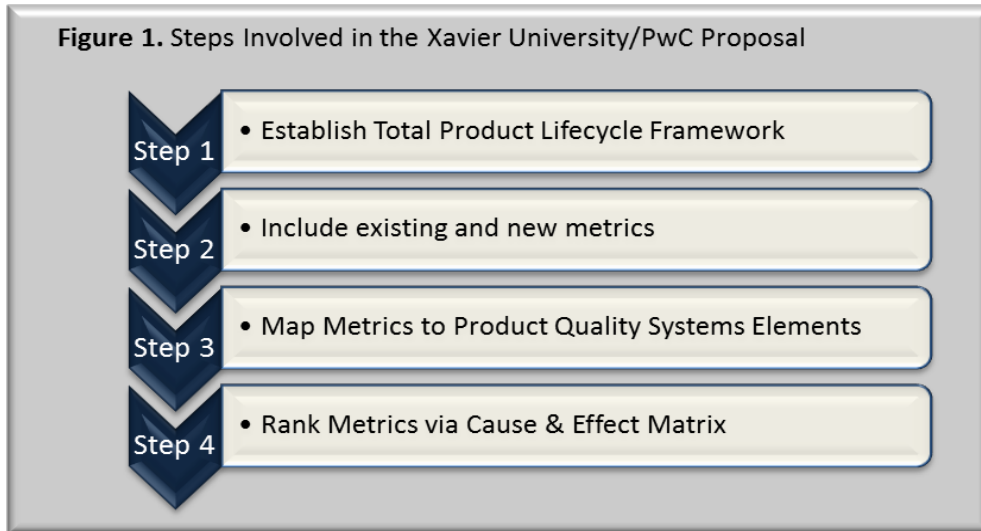 Figure 1. Steps Involved in the Xavier University/PwC Proposal
Step 1
• Establish Total Product Lifecycle Framework
Step 2
• Include existing and new metrics
Step 3
• Map Metrics to Product Quality Systems Elements
Step 4
• Rank Metrics via Cause & Effect Matrix